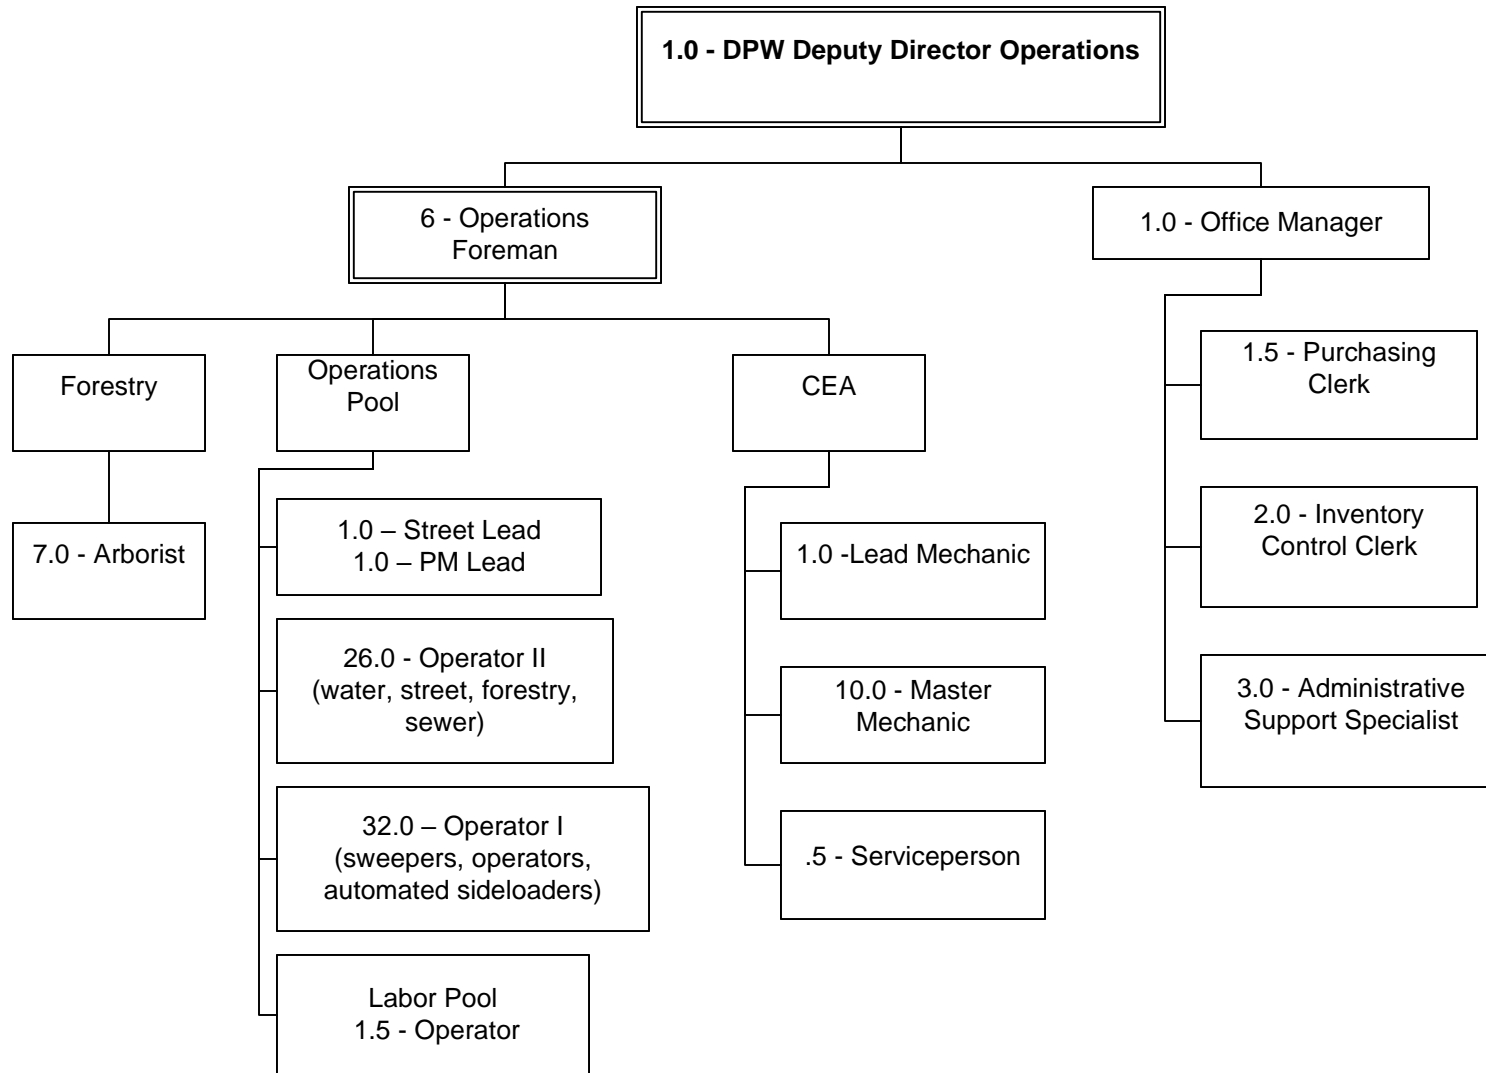 1.0 - DPW Deputy Director Operations
6 - Operations
Foreman
1.0 - Office Manager
Forestry
Operations
Pool
CEA
1.5 - Purchasing
Clerk
7.0 - Arborist
1.0 – Street Lead
1.0 – PM Lead
1.0 -Lead Mechanic
2.0 - Inventory
Control Clerk
26.0 - Operator II
(water, street, forestry,
sewer)
10.0 - Master
Mechanic
3.0 - Administrative
Support Specialist
32.0 – Operator I
(sweepers, operators,
automated sideloaders)
.5 - Serviceperson
Labor Pool
1.5 - Operator